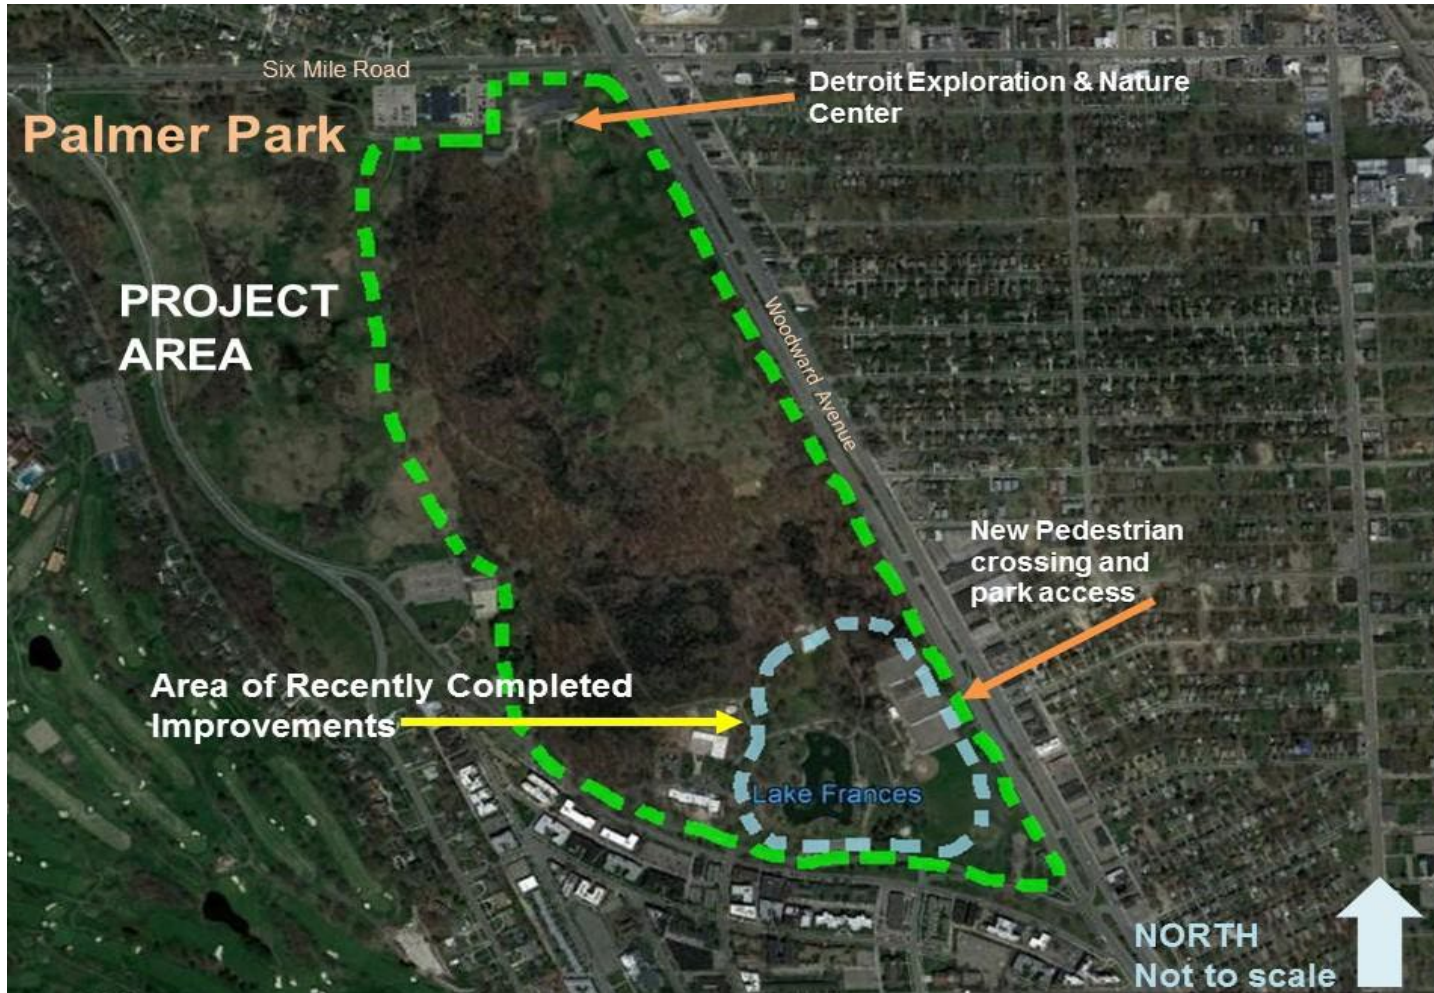 Six Mile Road
Detroit Exploration & Nature
Center
Palmer Park
PROJECT
AREA
Woodward Avenue
New Pedestrian
crossing and
park access
Area of Recently Completed
Improvements
Lake Frances
NORTH
Not to scale